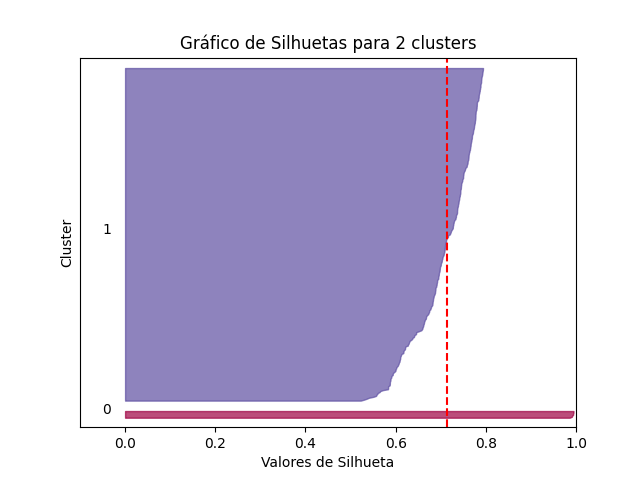 Gráfico de Silhuetas para 2 clusters
Cluster
1
0
0.0 0.2 0.4 0.6 0.8 1.0
Valores de Silhueta